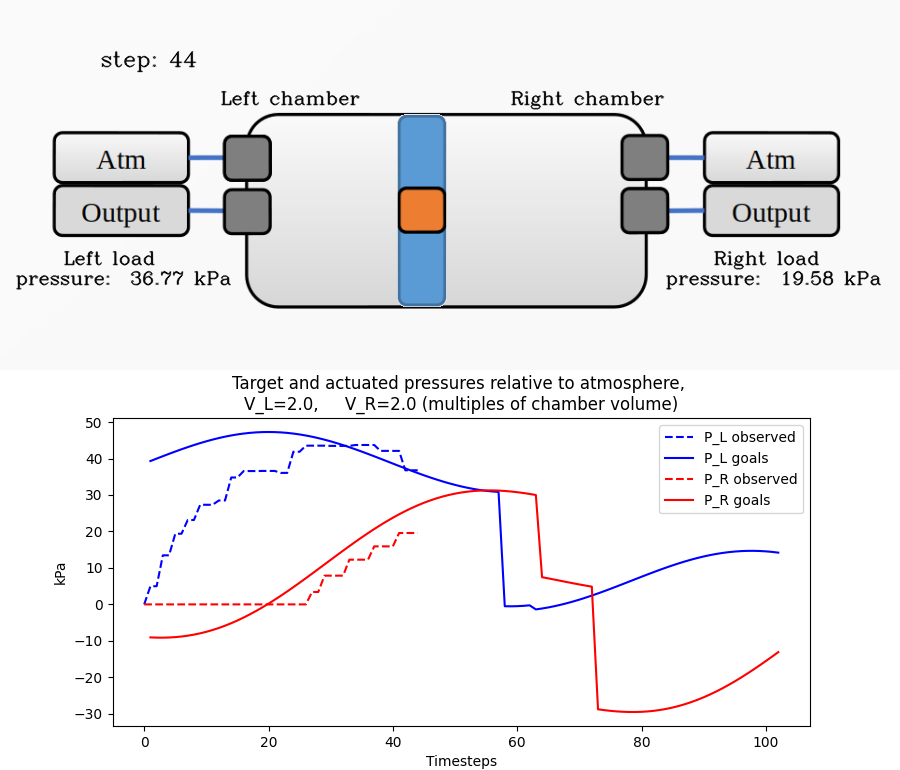 step: 44
Left chamber
Right chamber
Atm
Atm
Output
Output
Left load
pressure: 36.77 kPa
Right load
pressure: 19.58 kPa
Target and actuated pressures relative to atmosphere,
V_L=2.0, V_R=2.0 (multiples of chamber volume)
50
40
30
20
10
0
−10
−20
−30
kPa
P_L observed
P_L goals
P_R observed
P_R goals
0 20 40 60 80 100
Timesteps